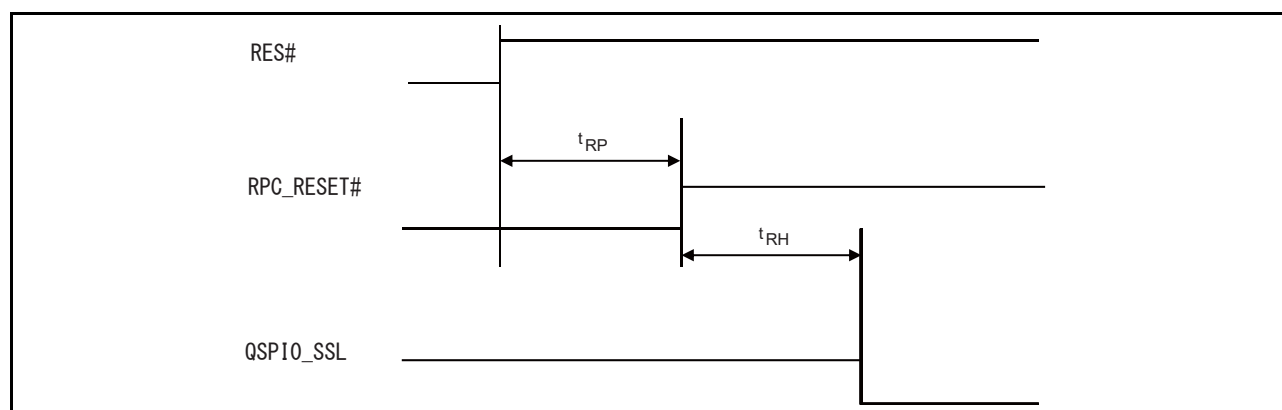 RES#
tRP
RPC_RESET#
tRH
QSPI0_SSL